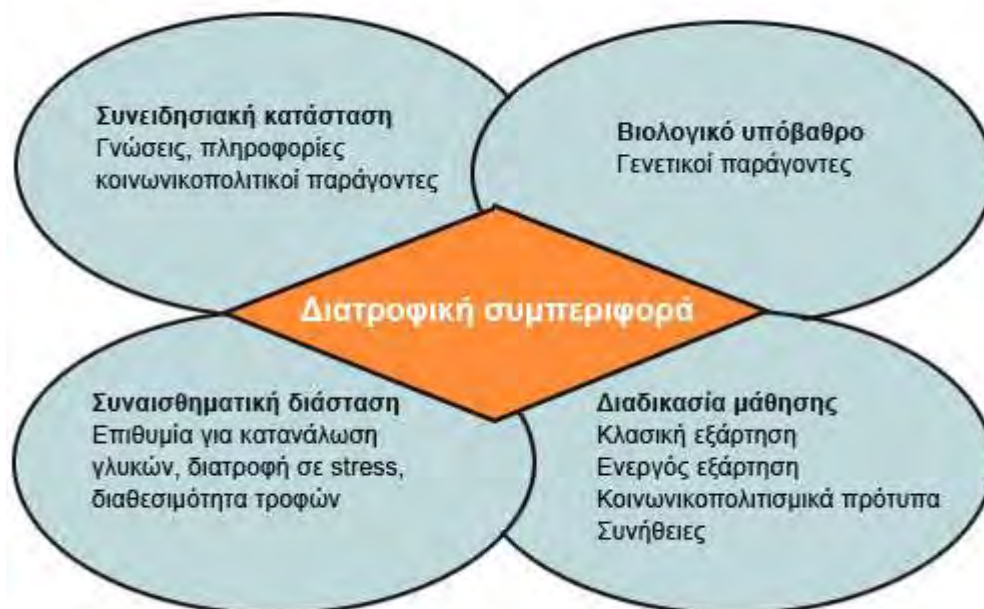 Συνειδησιακή κατάσταση
Γνώσεις, πληροφορίες
κοινωνικοπολιτικοί παράγοντες
Βιολογικό υπόβαθρο
Γενετικοί παράγοντες
Διατροφική συμπεριφορά
Συναισθηματική διάσταση
Επιθυμία για κατανάλωση
γλυκών, διατροφή σε stress,
διαθεσιμότητα τροφών
Διαδικασία μάθησης
Κλασική εξάρτηση
Ενεργός εξάρτηση
Κοινωνικοπολιτισμικά πρότυπα
Συνήθειες